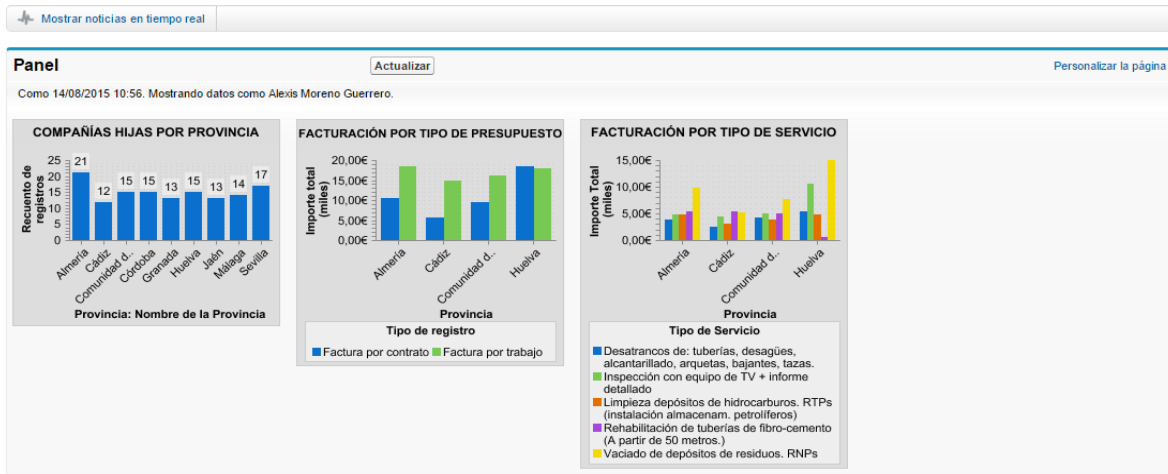 Mostrar noticias en tiempo real
Panel
Actualizar
Personalizar la página
Como 14/08/2015 10:56. Mostrando datos como Alexis Moreno Guerrero.
COMPAÑÍAS HIJAS POR PROVINCIA
Recuento de
registros
25
20
15
10
5
0
21
12
15
15
13
15
13
14
17
Almería
Cádiz
Comunidad d..
Córdoba
Granada
Huelva
Jaén
Málaga
Sevilla
Provincia: Nombre de la Provincia
FACTURACIÓN POR TIPO DE PRESUPUESTO
Importe total
(miles)
20,00€
15,00€
10,00€
5,00€
0,00€
Almería
Cádiz
Comunidad d..
Huelva
Provincia
Tipo de registro
Factura por contrato
Factura por trabajo
FACTURACIÓN POR TIPO DE SERVICIO
Importe Total
(miles)
15,00€
10,00€
5,00€
0,00€
Almería
Cádiz
Comunidad d..
Huelva
Provincia
Tipo de Servicio
Desatrancos de: tuberías, desagües,
alcantarillado, arquetas, bajantes, tazas.
Inspección con equipo de TV + informe
detallado
Limpieza depósitos de hidrocarburos. RTPs
(instalación almacenam. petrolíferos)
Rehabilitación de tuberías de fibro-cemento
(A partir de 50 metros.)
Vaciado de depósitos de residuos. RNPs